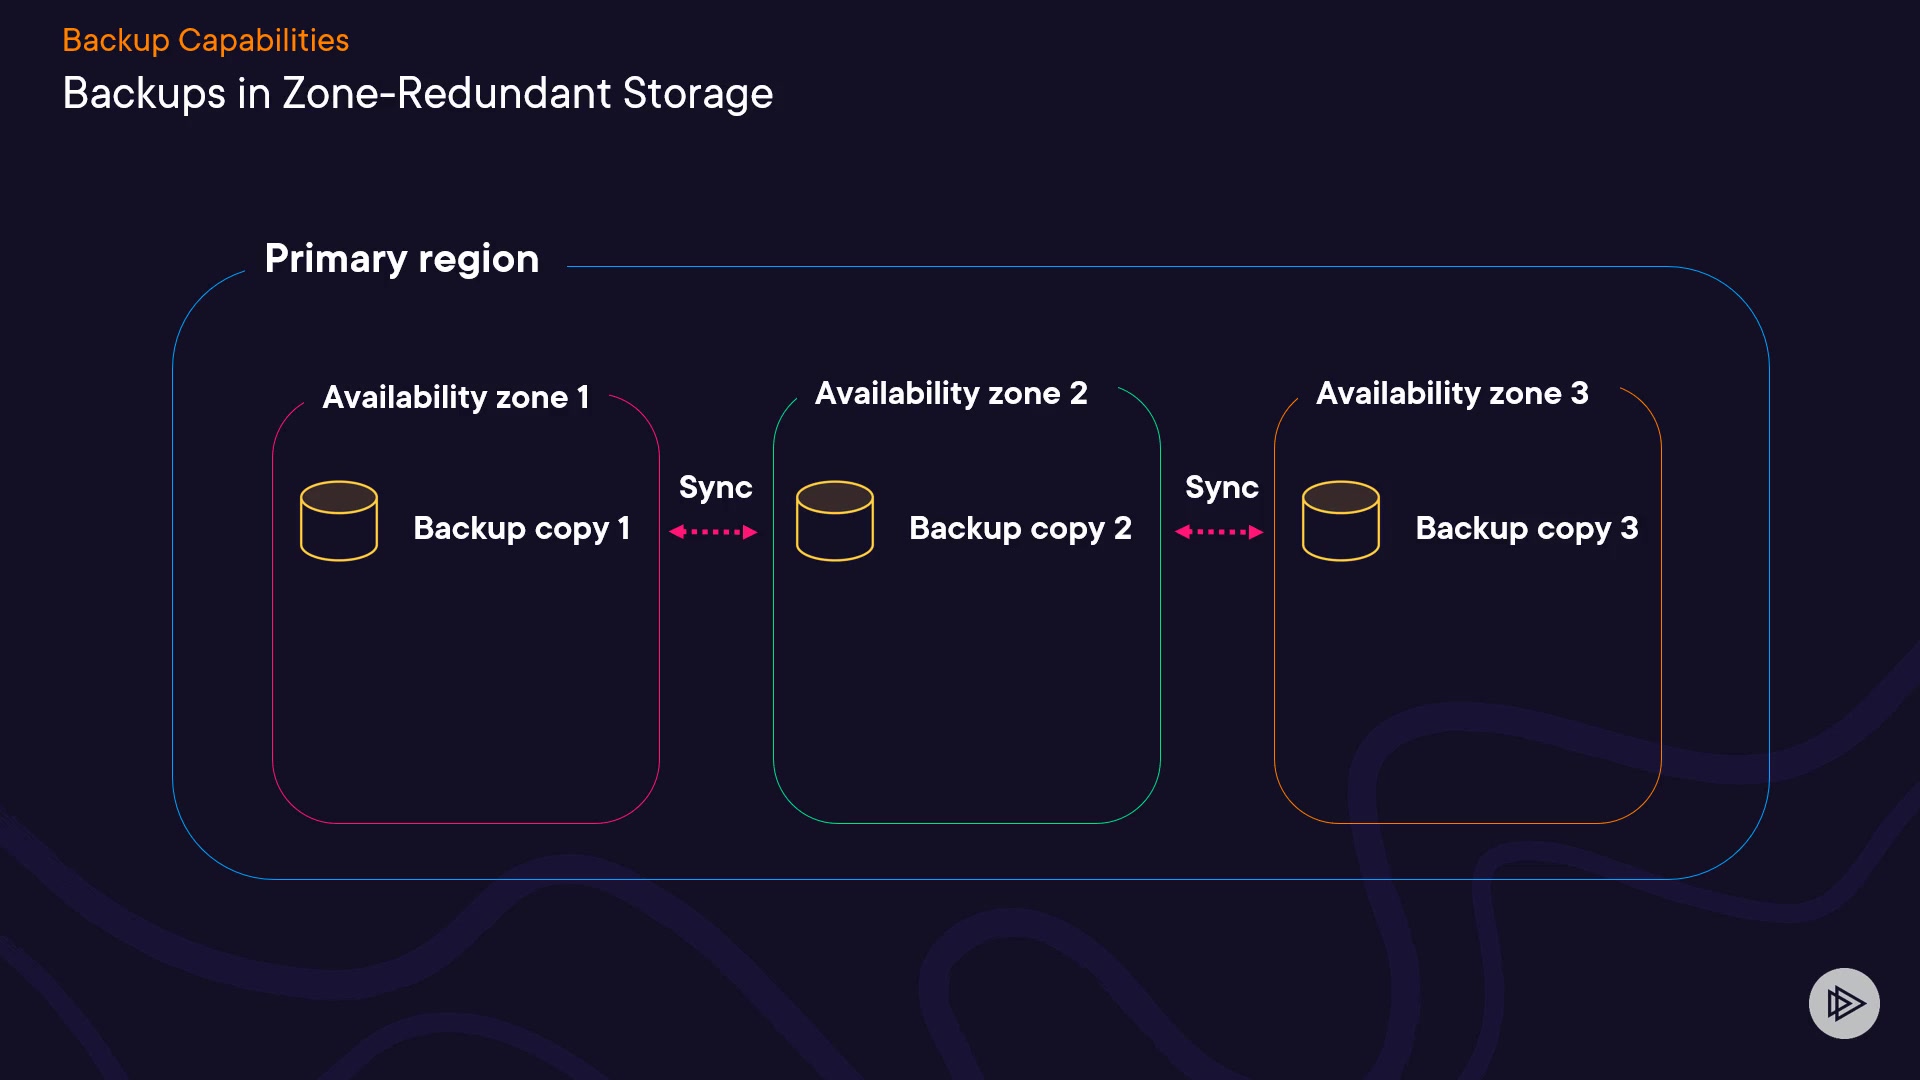 Backup Capabilities
Backups in Zone-Redundant Storage
Primary region
Availability zone 1
Availability zone 2
Availability zone 3
Sync
Sync
Backup copy 1
Backup copy 2
Backup copy 3